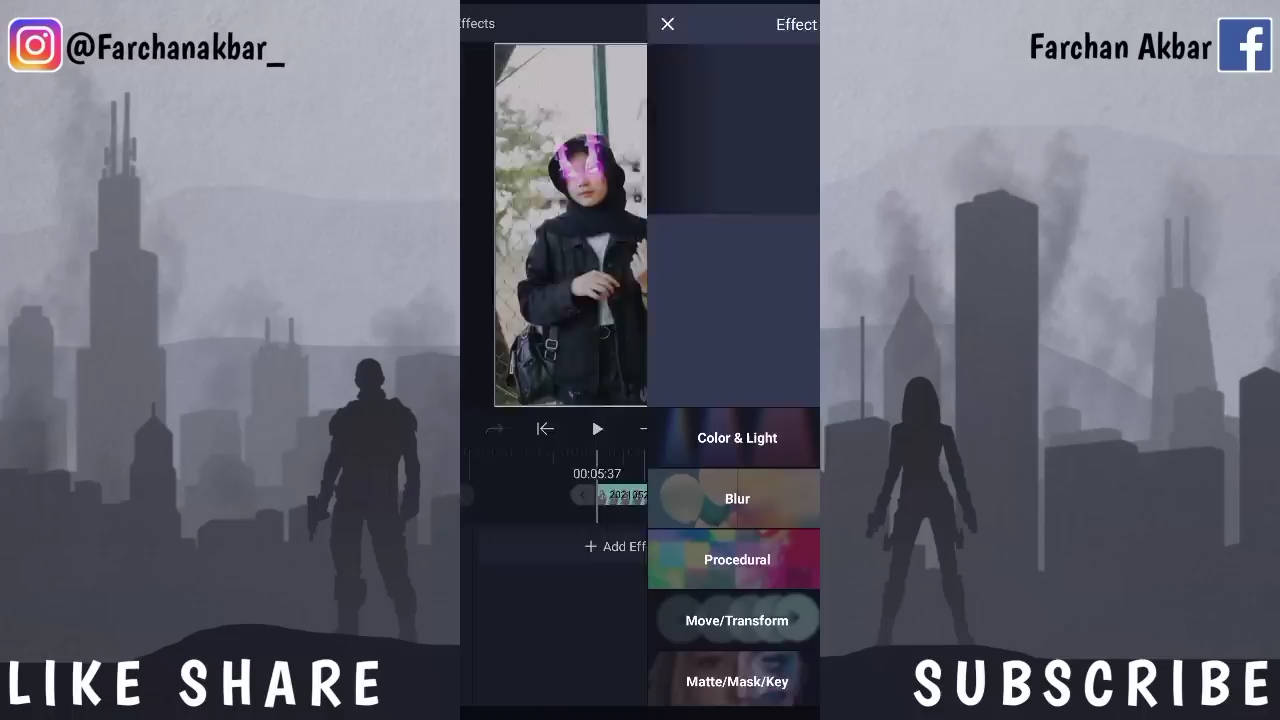 @Farchanakbar_
Farchan Akbar
ffects
Effect
00:05:37
+ Add Eff
Color & Light
Blur
Procedural
Move/Transform
Matte/Mask/Key
LIKE SHARE
SUBSCRIBE